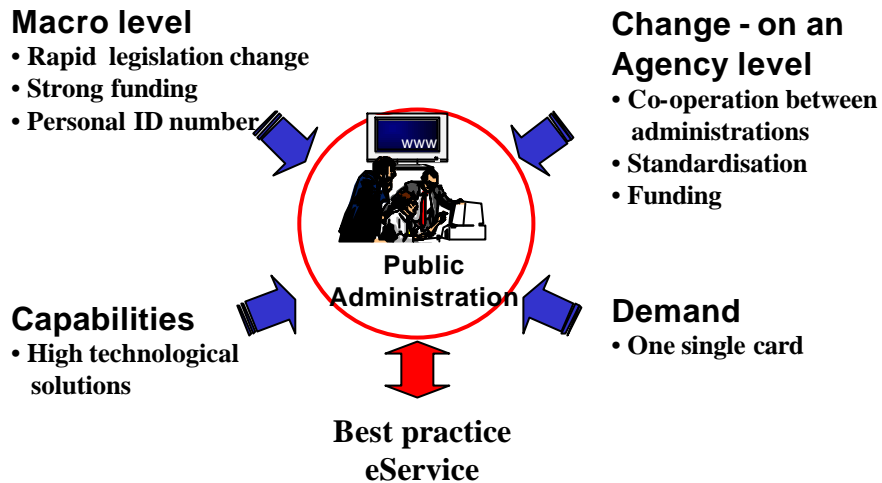 Macro level
• Rapid legislation change
• Strong funding
• Personal ID number
Change - on an
Agency level
• Co-operation between
administrations
• Standardisation
• Funding
www
Public
Administration
Capabilities
• High technological
solutions
Demand
• One single card
Best practice
eService